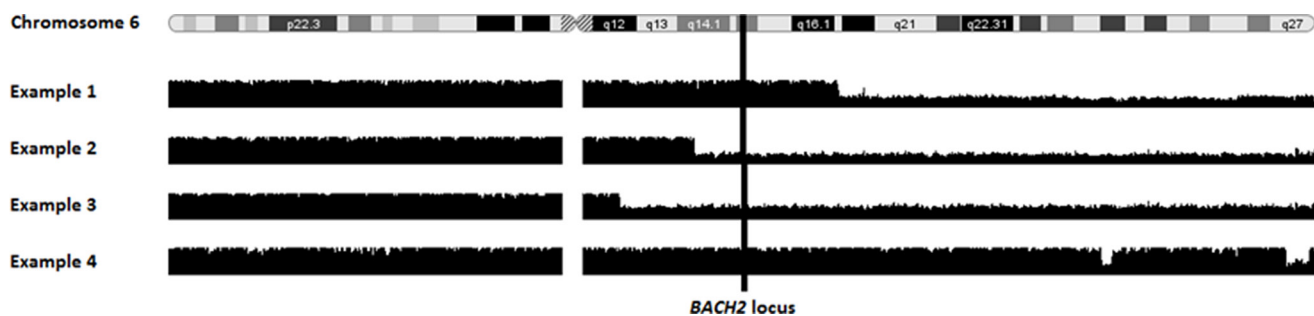 Chromosome 6 p22.3 q12 q13 q14.1 q16.1 q21 q22.31 q27
Example 1
Example 2
Example 3
Example 4
BACH2 locus